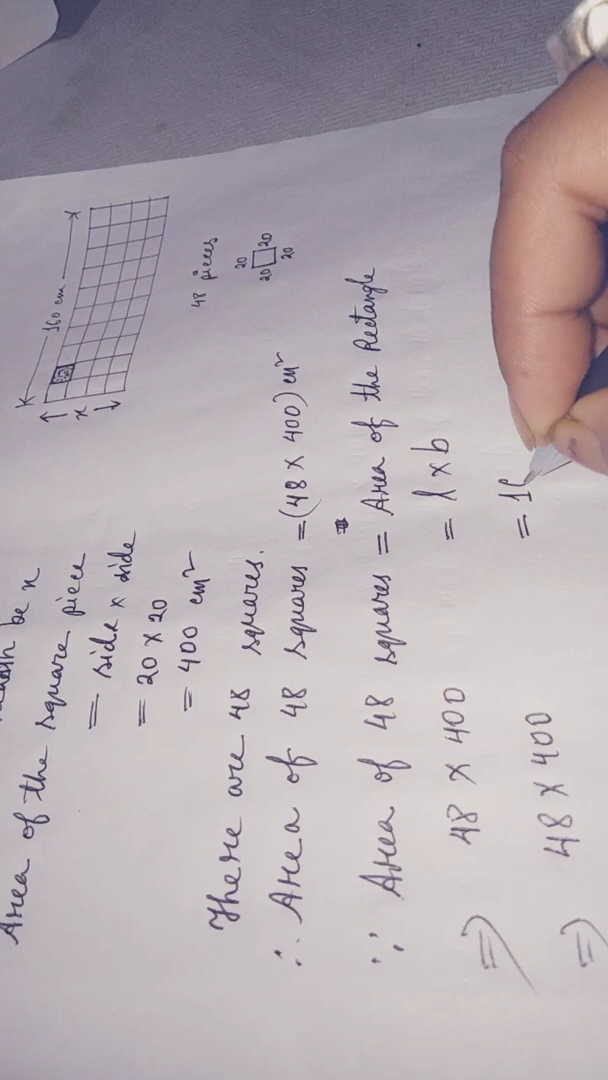 be x
Area of the square piece
= side x side
= 20 x 20
= 400 cm²
There are 48 squares.
∴ Area of 48 squares = (48 x 400) cm²
∵ Area of 48 squares = Area of the Rectangle
⇒ 48 x 400 = l x b
⇒ 48 x 400 = 1
160 cm
x
48 pieces
20
20 20
20